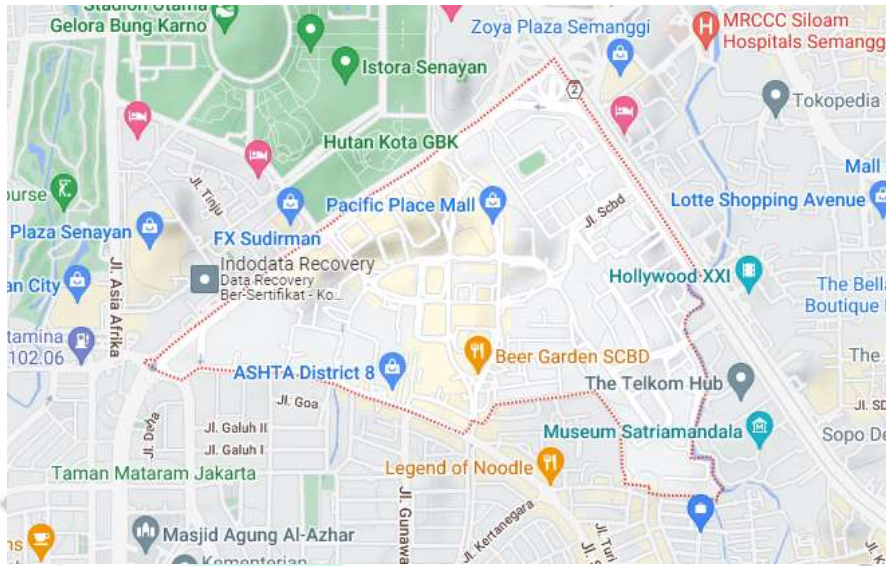 Stadion Utama
Gelora Bung Karno
Zoya Plaza Semanggi
MRCCC Siloam
Hospitals Semangg
Istora Senayan
2
Tokopedia
Hutan Kota GBK
Mall
ourse
Jl. Tinju
Pacific Place Mall
Jl. Scbd
Lotte Shopping Avenue
Plaza Senayan
FX Sudirman
Jl. Asia Afrika
Indodata Recovery
Data Recovery
Ber-Sertifikat - Ko...
Hollywood XXI
an City
The Bella
Boutique
tamina
102.06
Beer Garden SCBD
The
ASHTA District 8
The Telkom Hub
Jl. Goa
Jl. SD
Jl. Galuh II
Museum Satriamandala
Sopo De
Jl. Galuh I
Taman Mataram Jakarta
Legend of Noodle
Jl. Gunawa
Jl. Kertanegara
Masjid Agung Al-Azhar
Jl. Turi
ns
Kementerian